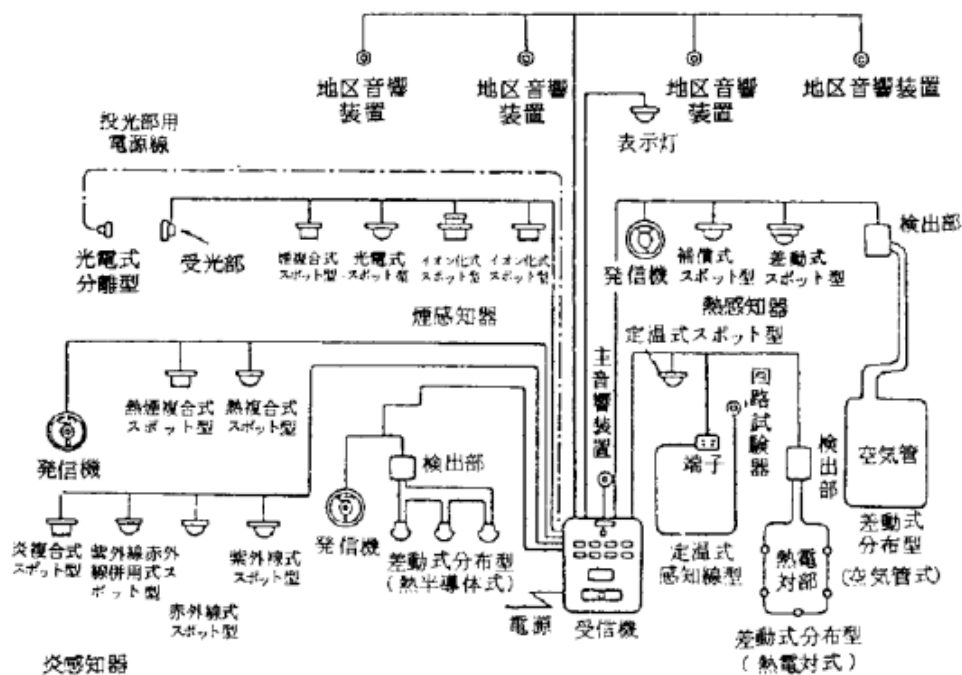 地区音響
装置
地区音響
装置
地区音響
装置
地区音響装置
表示灯
投光部用
電源線
光電式
分離型
受光部
煙複合式
スポット型
光電式
スポット型
イオン化式
スポット型
イオン化式
スポット型
煙感知器
発信機
補償式
スポット型
差動式
スポット型
検出部
熱感知器
定温式スポット型
熱煙複合式
スポット型
熱複合式
スポット型
発信機
主音響装置
回路試験器
端子
検出部
空気管
差動式
分布型
(空気管式)
検出部
発信機
差動式分布型
(熱半導体式)
炎複合式
スポット型
紫外線赤外
線併用式ス
ポット型
赤外線式
スポット型
紫外線式
スポット型
炎感知器
電源
受信機
定温式
感知線型
熱電
対部
差動式分布型
(熱電対式)